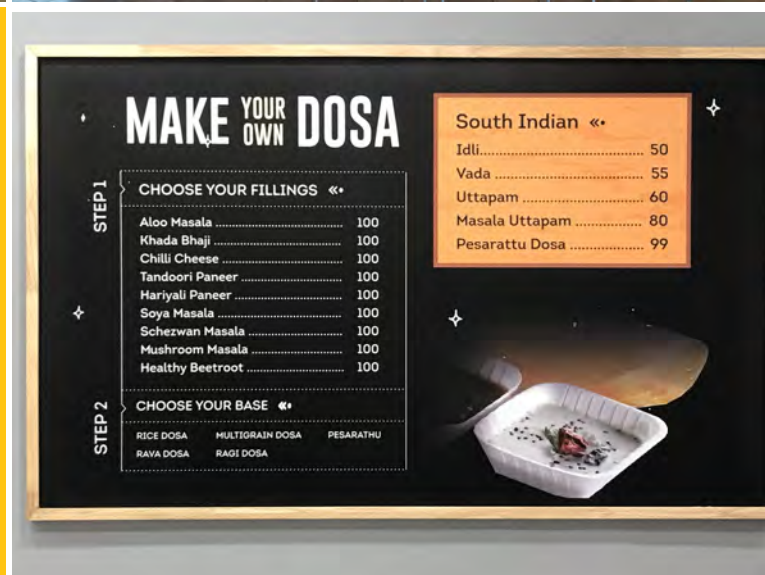 MAKE YOUR OWN DOSA
STEP 1
CHOOSE YOUR FILLINGS
Aloo Masala ........ 100
Khada Bhaji ........ 100
Chilli Cheese ........ 100
Tandoori Paneer ........ 100
Hariyali Paneer ........ 100
Soya Masala ........ 100
Schezwan Masala ........ 100
Mushroom Masala ........ 100
Healthy Beetroot ........ 100
STEP 2
CHOOSE YOUR BASE
RICE DOSA MULTIGRAIN DOSA PESARATHU
RAVA DOSA RAGI DOSA
South Indian
Idli ........ 50
Vada ........ 55
Uttapam ........ 60
Masala Uttapam ........ 80
Pesarattu Dosa ........ 99